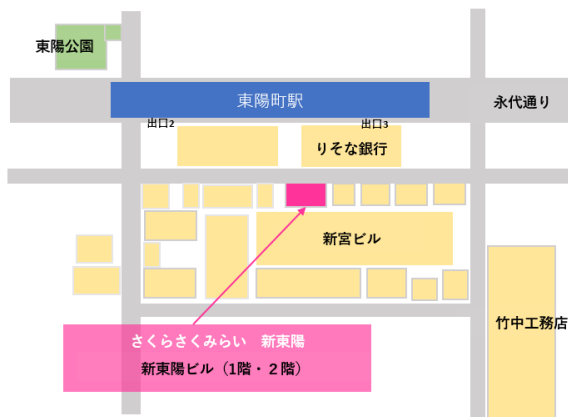 東陽公園
東陽町駅
永代通り
出口2
出口3
りそな銀行
新宮ビル
竹中工務店
さくらさくみらい　新東陽
新東陽ビル（1階・２階）